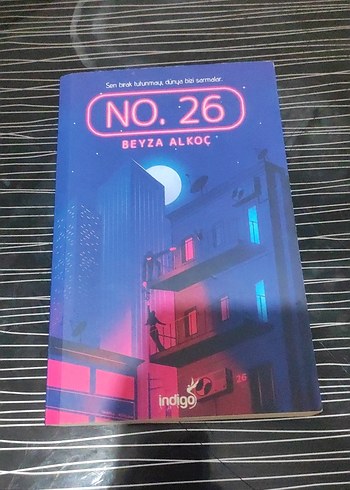 Sen bırak tutunmayı, dünya bizi sarmalar.
NO. 26
BEYZA ALKOÇ
26
indigo